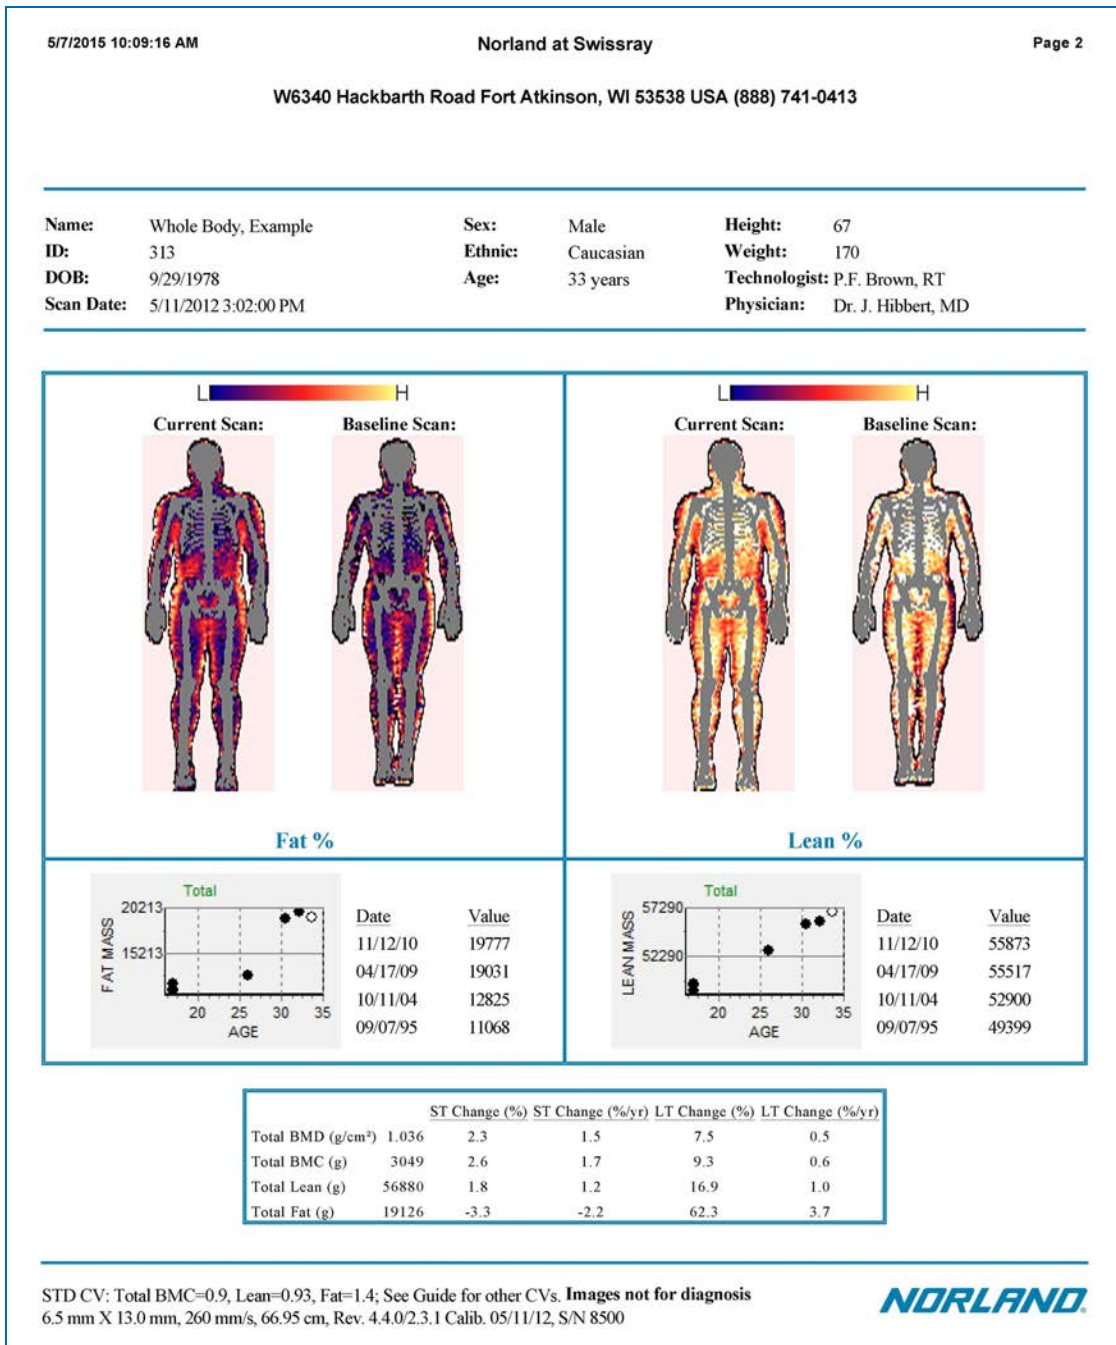 5/7/2015 10:09:16 AM Norland at Swissray Page 2
W6340 Hackbarth Road Fort Atkinson, WI 53538 USA (888) 741-0413
Name: Whole Body, Example Sex: Male Height: 67
ID: 313 Ethnic: Caucasian Weight: 170
DOB: 9/29/1978 Age: 33 years Technologist: P.F. Brown, RT
Scan Date: 5/11/2012 3:02:00 PM Physician: Dr. J. Hibbert, MD
L H
Current Scan: Baseline Scan:
Fat %
L H
Current Scan: Baseline Scan:
Lean %
Total
FAT MASS
20213
15213
20 25 30 35
AGE
Date Value
11/12/10 19777
04/17/09 19031
10/11/04 12825
09/07/95 11068
Total
LEAN MASS
57290
52290
20 25 30 35
AGE
Date Value
11/12/10 55873
04/17/09 55517
10/11/04 52900
09/07/95 49399
ST Change (%) ST Change (%/yr) LT Change (%) LT Change (%/yr)
Total BMD (g/cm²) 1.036 2.3 1.5 7.5 0.5
Total BMC (g) 3049 2.6 1.7 9.3 0.6
Total Lean (g) 56880 1.8 1.2 16.9 1.0
Total Fat (g) 19126 -3.3 -2.2 62.3 3.7
STD CV: Total BMC=0.9, Lean=0.93, Fat=1.4; See Guide for other CVs. Images not for diagnosis
6.5 mm X 13.0 mm, 260 mm/s, 66.95 cm, Rev. 4.4.0/2.3.1 Calib. 05/11/12, S/N 8500
NORLAND